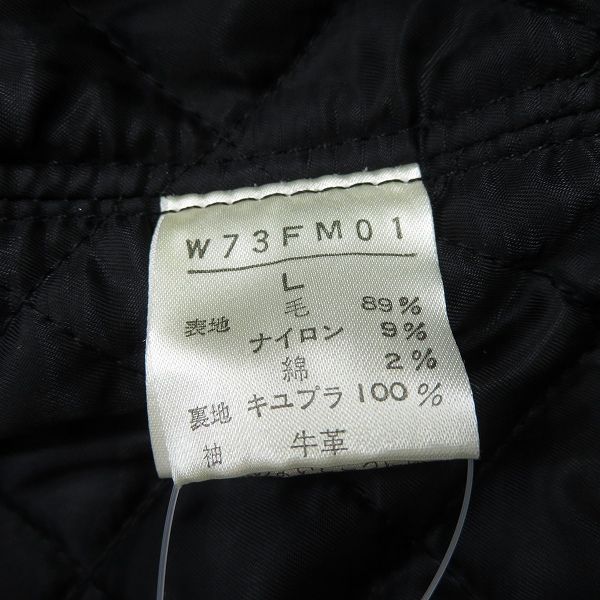 W73FM01
L
表地 毛 89%
ナイロン 9%
綿 2%
裏地 キュプラ 100%
袖 牛革